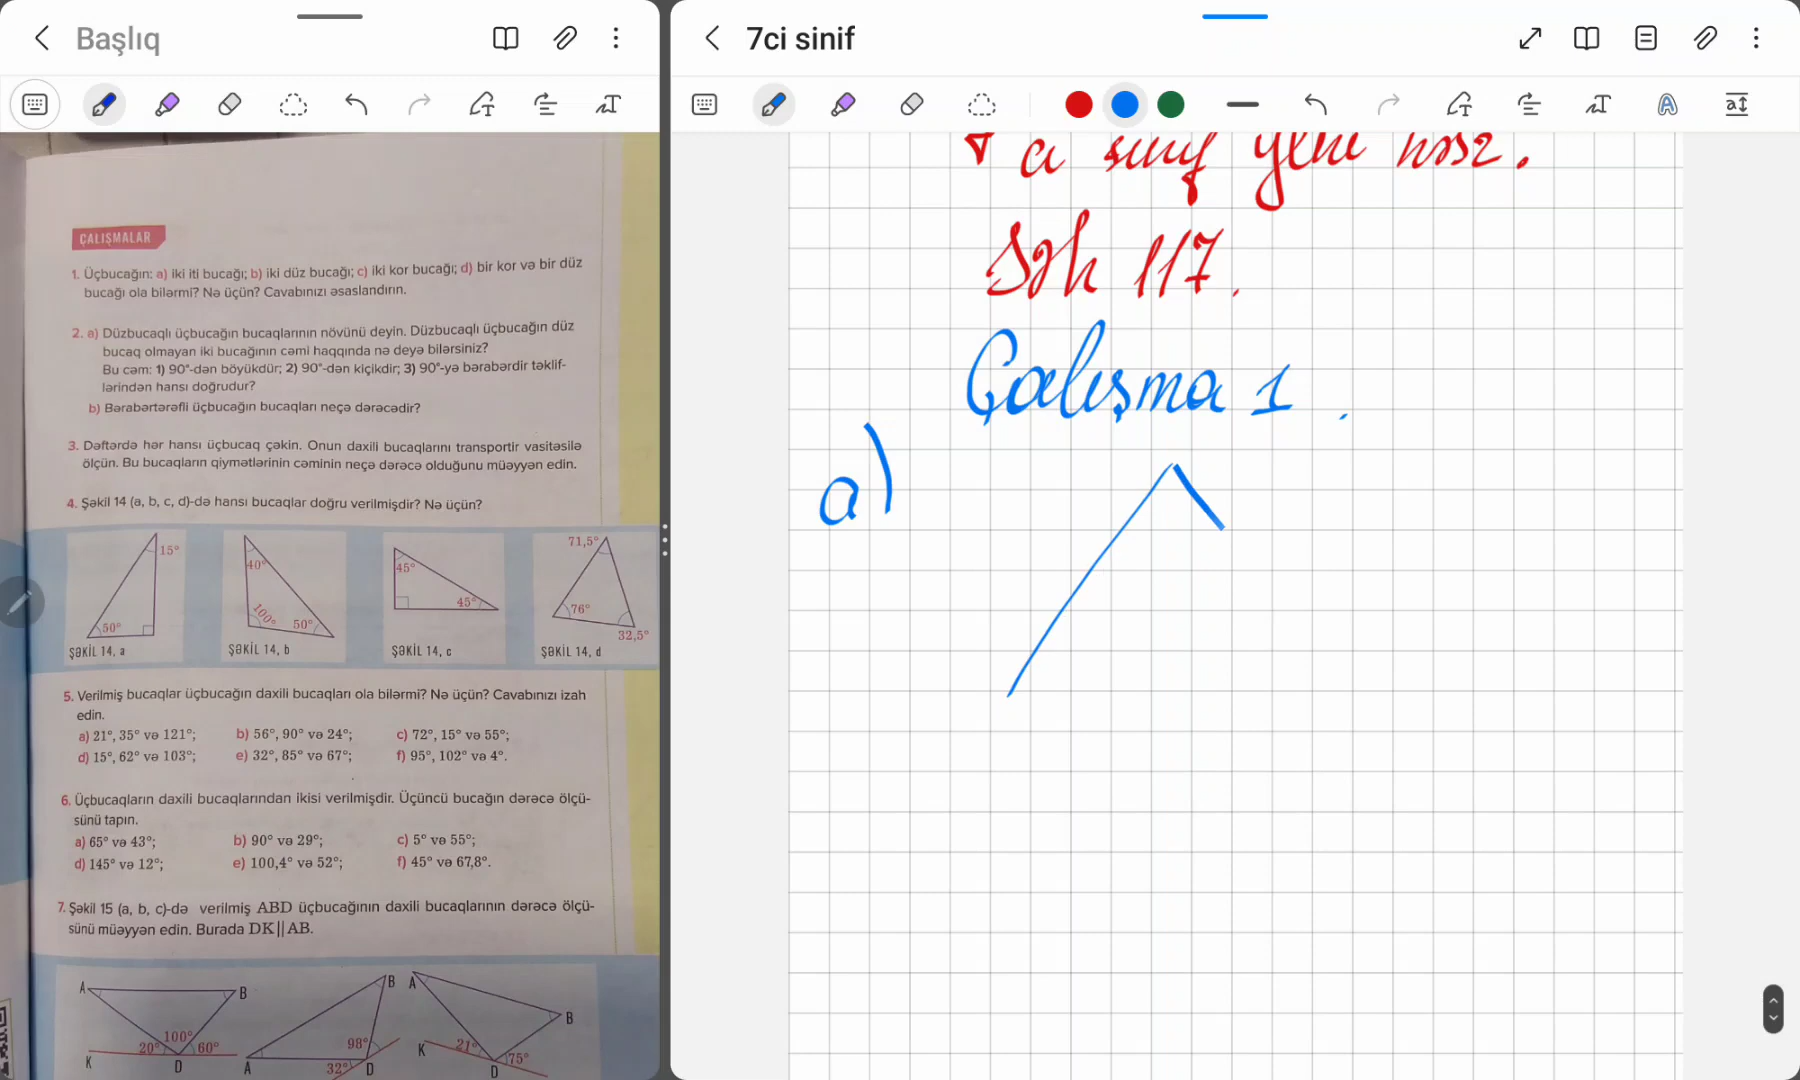 Başlıq
7ci sinif
ÇALIŞMALAR
1. Üçbucağın: a) iki iti bucağı; b) iki düz bucağı; c) iki kor bucağı; d) bir kor və bir düz
bucağı ola bilərmi? Nə üçün? Cavabınızı əsaslandırın.
2. a) Düzbucaqlı üçbucağın bucaqlarının növünü deyin. Düzbucaqlı üçbucağın düz
bucaq olmayan iki bucağının cəmi haqqında nə deyə bilərsiniz?
Bu cəm: 1) 90°-dən böyükdür; 2) 90°-dən kiçikdir; 3) 90°-yə bərabərdir təklif-
lərindən hansı doğrudur?
b) Bərabərtərəfli üçbucağın bucaqları neçə dərəcədir?
3. Dəftərdə hər hansı üçbucaq çəkin. Onun daxili bucaqlarını transportir vasitəsilə
ölçün. Bu bucaqların qiymətlərinin cəminin neçə dərəcə olduğunu müəyyən edin.
4. Şəkil 14 (a, b, c, d)-də hansı bucaqlar doğru verilmişdir? Nə üçün?
15°
50°
ŞƏKİL 14, a
40°
100°
50°
ŞƏKİL 14, b
45°
45°
ŞƏKİL 14, c
71,5°
76°
32,5°
ŞƏKİL 14, d
5. Verilmiş bucaqlar üçbucağın daxili bucaqları ola bilərmi? Nə üçün? Cavabınızı izah
edin.
a) 21°, 35° və 121°; b) 56°, 90° və 24°; c) 72°, 15° və 55°;
d) 15°, 62° və 103°; e) 32°, 85° və 67°; f) 95°, 102° və 4°.
6. Üçbucaqların daxili bucaqlarından ikisi verilmişdir. Üçüncü bucağın dərəcə ölçü-
sünü tapın.
a) 65° və 43°; b) 90° və 29°; c) 5° və 55°;
d) 145° və 12°; e) 100,4° və 52°; f) 45° və 67,8°.
7. Şəkil 15 (a, b, c)-də verilmiş ABD üçbucağının daxili bucaqlarının dərəcə ölçü-
sünü müəyyən edin. Burada DK||AB.
A B
100°
20° 60°
K D
B
98°
A 32° D
A
B
K 21° 75°
D
a sinif yeni
Səh 117.
Çalışma 1.
a)